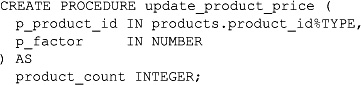 CREATE PROCEDURE update_product_price (
  p_product_id IN products.product_id%TYPE,
  p_factor     IN NUMBER
) AS
  product_count INTEGER;